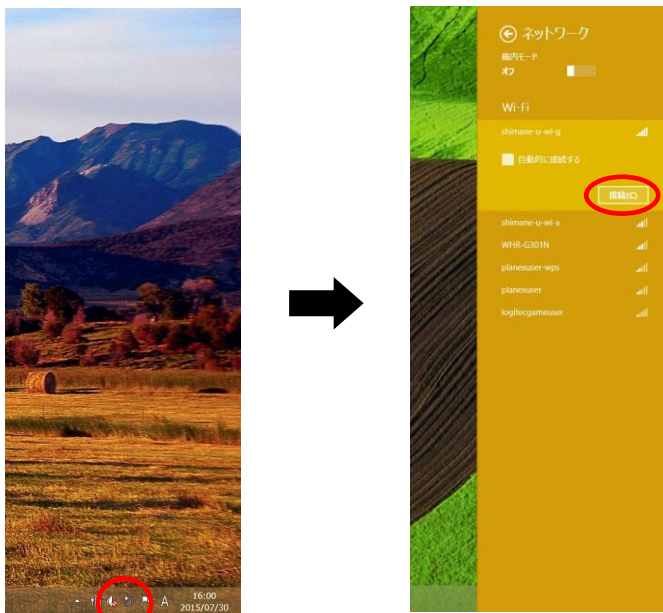 A
16:00
2015/07/30
ネットワーク
機内モード
オフ
Wi-Fi
shimane-u-wl-g
自動的に接続する
接続(C)
shimane-u-wl-a
WHR-G301N
planexuser-wps
planexuser
logitecgameuser